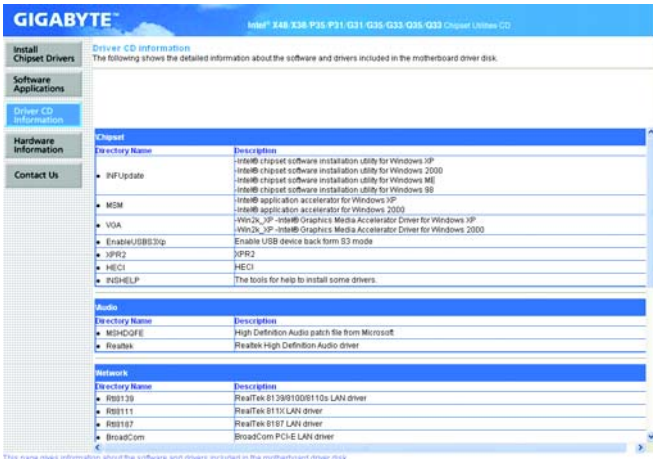 GIGABYTE™
Intel® X48/X38/P35/P31/G31/G35/G33/Q35/Q33 Chipset Utilities CD
Install
Chipset Drivers
Software
Applications
Driver CD
Information
Hardware
Information
Contact Us
Driver CD information
The following shows the detailed information about the software and drivers included in the motherboard driver disk.
\Chipset
Directory Name Description
• INFUpdate
-Intel® chipset software installation utility for Windows XP
-Intel® chipset software installation utility for Windows 2000
-Intel® chipset software installation utility for Windows ME
-Intel® chipset software installation utility for Windows 98
• MSM
-Intel® application accelerator for Windows XP
-Intel® application accelerator for Windows 2000
• VGA
-Win2k_XP -Intel® Graphics Media Accelerator Driver for Windows XP
-Win2k_XP -Intel® Graphics Media Accelerator Driver for Windows 2000
• EnableUSBS3Xp Enable USB device back form S3 mode
• XPR2 XPR2
• HECI HECI
• INSHELP The tools for help to install some drivers.
\Audio
Directory Name Description
• MSHDQFE High Definition Audio patch file from Microsoft
• Realtek Realtek High Definition Audio driver
\Network
Directory Name Description
• Rtl8139 RealTek 8139/8100/8110s LAN driver
• Rtl8111 RealTek 811X LAN driver
• Rtl8187 RealTek 8187 LAN driver
• BroadCom BroadCom PCI-E LAN driver
This page gives information about the software and drivers included in the motherboard driver disk.